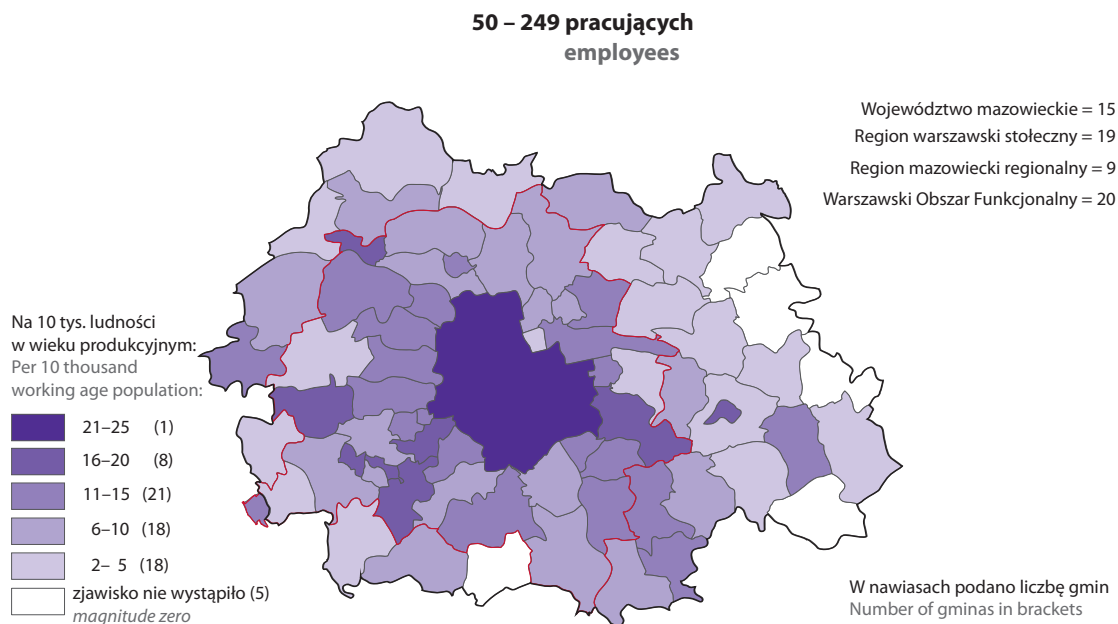 50 – 249 pracujących
employees
Województwo mazowieckie = 15
Region warszawski stołeczny = 19
Region mazowiecki regionalny = 9
Warszawski Obszar Funkcjonalny = 20
Na 10 tys. ludności
w wieku produkcyjnym:
Per 10 thousand
working age population:
21–25 (1)
16–20 (8)
11–15 (21)
6–10 (18)
2– 5 (18)
zjawisko nie wystąpiło (5)
magnitude zero
W nawiasach podano liczbę gmin
Number of gminas in brackets